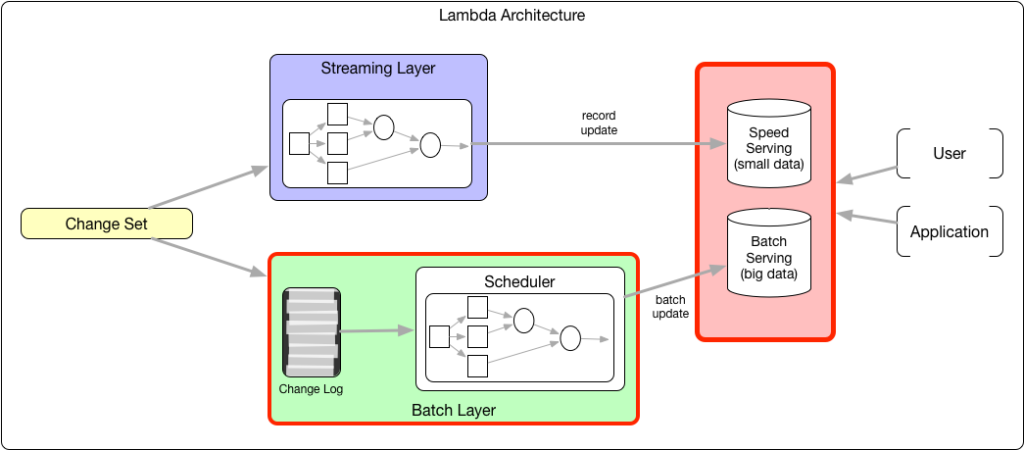 Lambda Architecture
Streaming Layer
record
update
Speed
Serving
(small data)
User
Change Set
Application
Batch
Serving
(big data)
Scheduler
batch
update
Change Log
Batch Layer